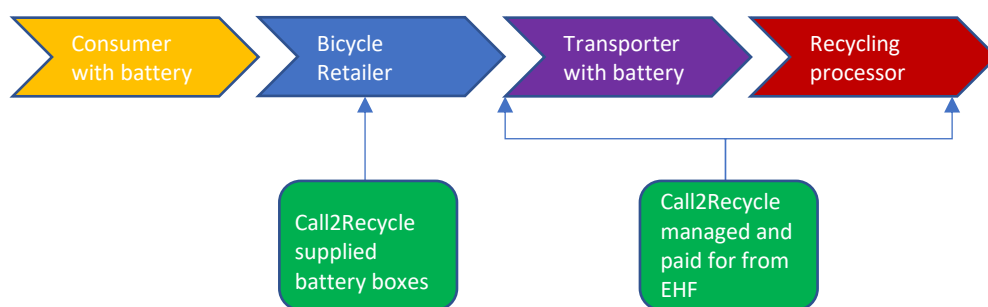 Consumer
with battery
Bicycle
Retailer
Transporter
with battery
Recycling
processor
Call2Recycle
supplied
battery boxes
Call2Recycle
managed and
paid for from
EHF